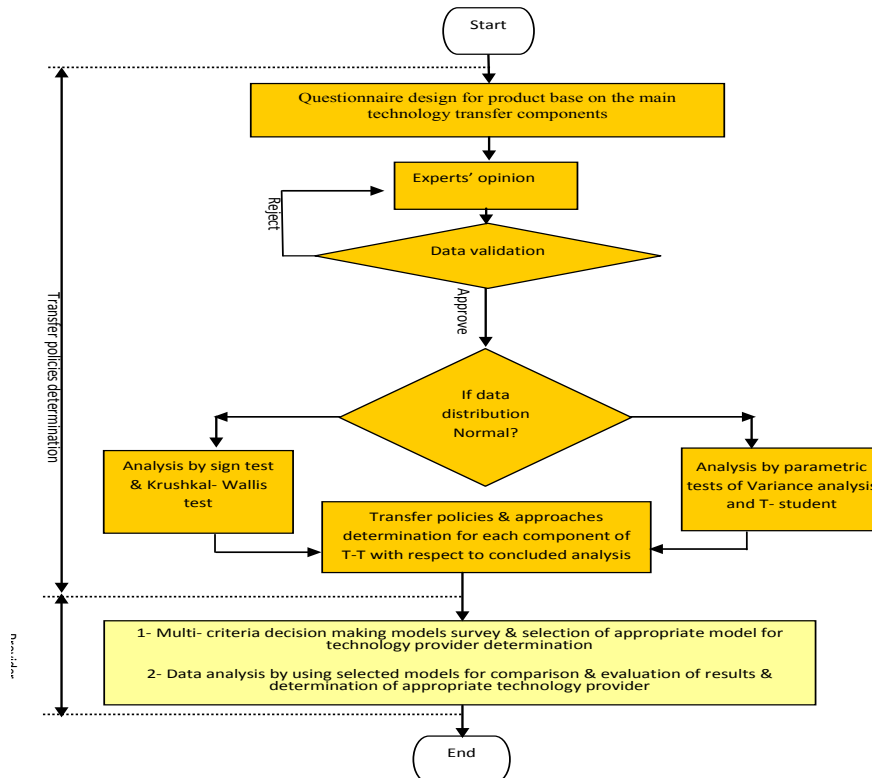 Start
Questionnaire design for product base on the main
technology transfer components
Experts’ opinion
Reject
Data validation
Approve
Transfer policies determination
If data
distribution
Normal?
Analysis by sign test
& Krushkal- Wallis
test
Analysis by parametric
tests of Variance analysis
and T- student
Transfer policies & approaches
determination for each component of
T-T with respect to concluded analysis
1- Multi- criteria decision making models survey & selection of appropriate model for
technology provider determination
2- Data analysis by using selected models for comparison & evaluation of results &
determination of appropriate technology provider
Provider
End